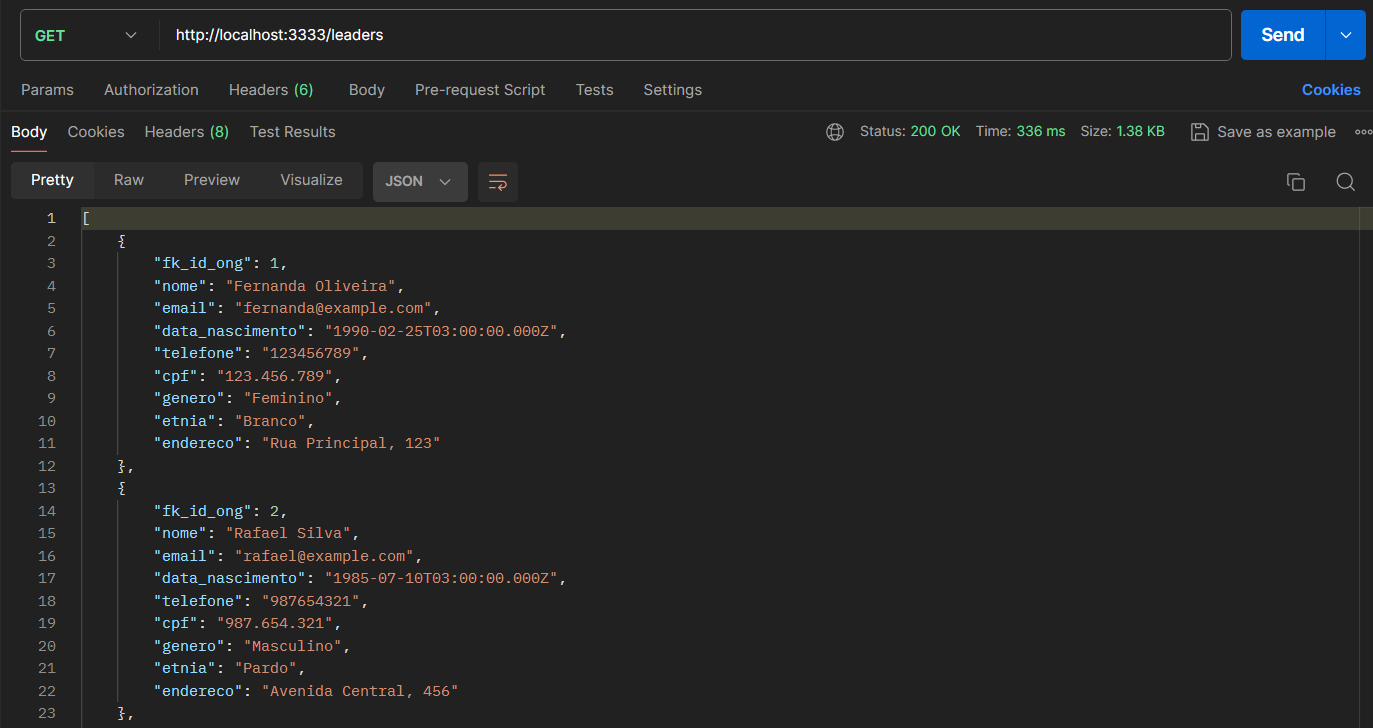 GET http://localhost:3333/leaders Send
Params Authorization Headers (6) Body Pre-request Script Tests Settings Cookies
Body Cookies Headers (8) Test Results Status: 200 OK Time: 336 ms Size: 1.38 KB Save as example
Pretty Raw Preview Visualize JSON
1 [
2 {
3 "fk_id_ong": 1,
4 "nome": "Fernanda Oliveira",
5 "email": "fernanda@example.com",
6 "data_nascimento": "1990-02-25T03:00:00.000Z",
7 "telefone": "123456789",
8 "cpf": "123.456.789",
9 "genero": "Feminino",
10 "etnia": "Branco",
11 "endereco": "Rua Principal, 123"
12 },
13 {
14 "fk_id_ong": 2,
15 "nome": "Rafael Silva",
16 "email": "rafael@example.com",
17 "data_nascimento": "1985-07-10T03:00:00.000Z",
18 "telefone": "987654321",
19 "cpf": "987.654.321",
20 "genero": "Masculino",
21 "etnia": "Pardo",
22 "endereco": "Avenida Central, 456"
23 },